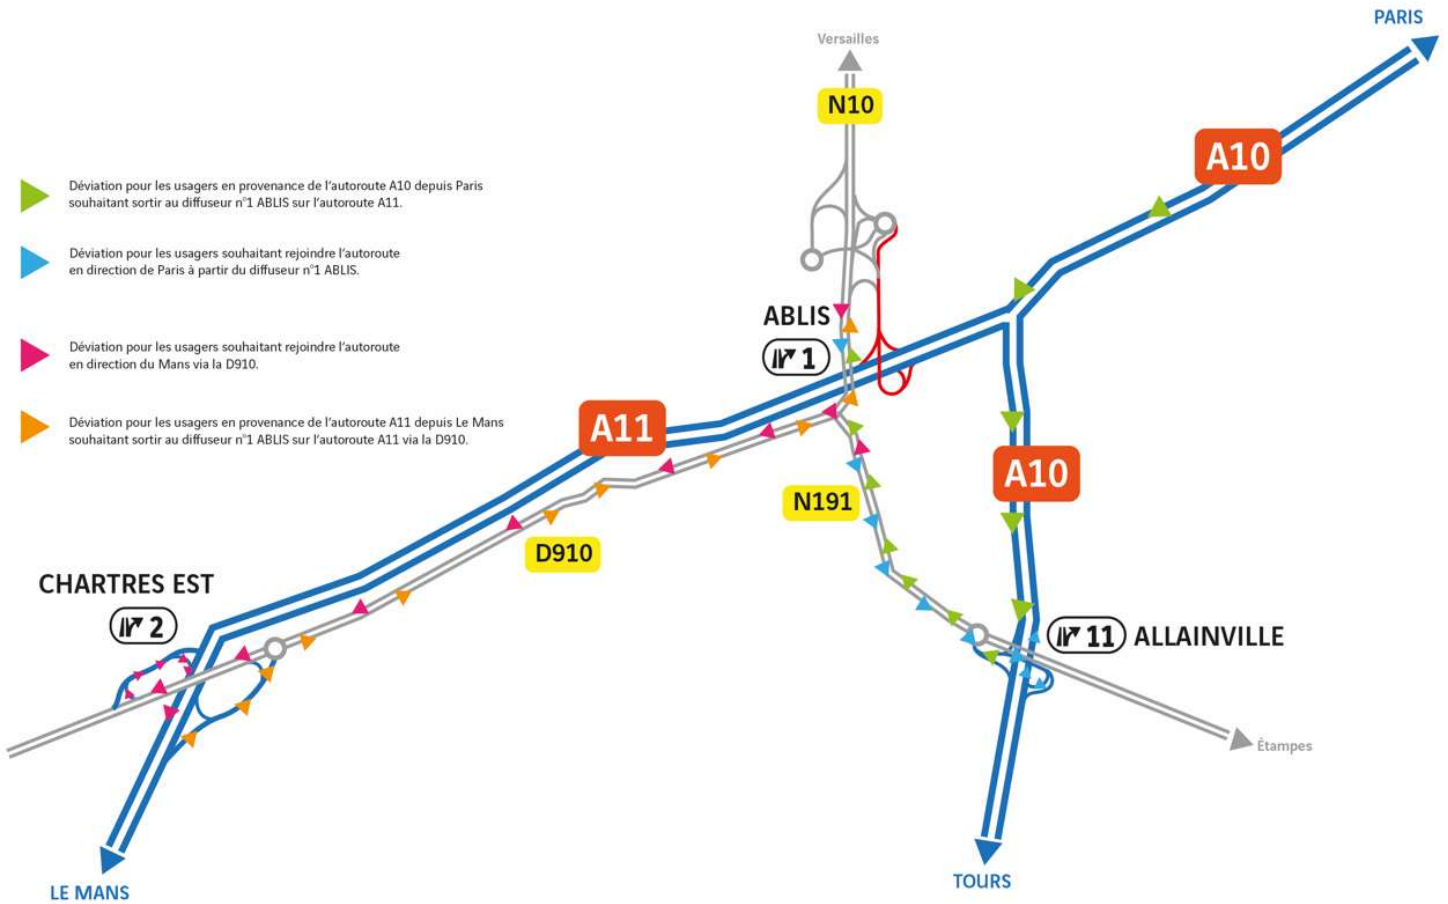 PARIS
Versailles
N10
A10
Déviation pour les usagers en provenance de l'autoroute A10 depuis Paris
souhaitant sortir au diffuseur n°1 ABLIS sur l'autoroute A11.
Déviation pour les usagers souhaitant rejoindre l'autoroute
en direction de Paris à partir du diffuseur n°1 ABLIS.
ABLIS
1
Déviation pour les usagers souhaitant rejoindre l'autoroute
en direction du Mans via la D910.
Déviation pour les usagers en provenance de l'autoroute A11 depuis Le Mans
souhaitant sortir au diffuseur n°1 ABLIS sur l'autoroute A11 via la D910.
A11
A10
N191
D910
CHARTRES EST
2
11 ALLAINVILLE
Étampes
TOURS
LE MANS